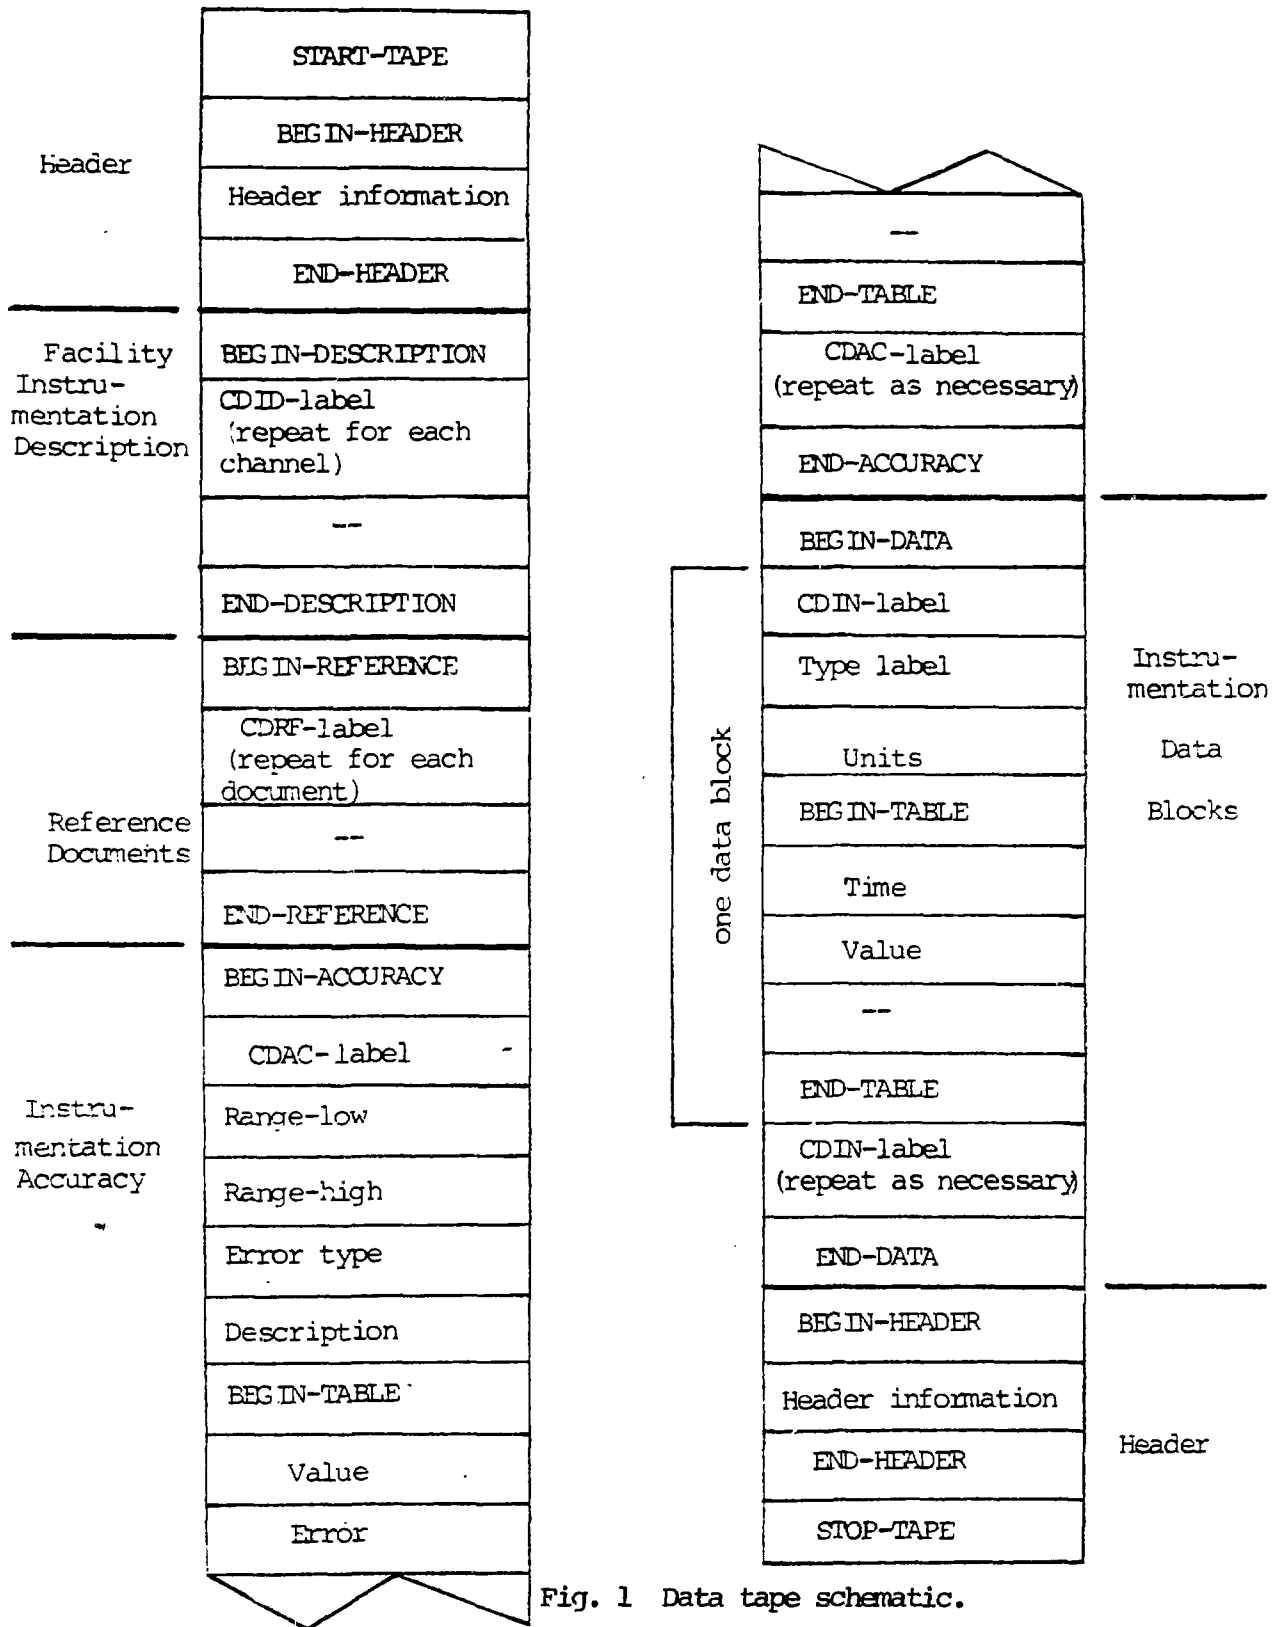 START-TAPE
BEGIN-HEADER
Header
Header information
END-HEADER
Facility
Instru-
mentation
Description
BEGIN-DESCRIPTION
CDID-label
(repeat for each
channel)
--
END-DESCRIPTION
BEGIN-REFERENCE
CDRF-label
(repeat for each
document)
Reference
Documents
--
END-REFERENCE
BEGIN-ACCURACY
CDAC-label
Instru-
mentation
Accuracy
Range-low
Range-high
Error type
Description
BEGIN-TABLE
Value
Error
--
END-TABLE
CDAC-label
(repeat as necessary)
END-ACCURACY
BEGIN-DATA
one data block
CDIN-label
Type label
Units
BEGIN-TABLE
Time
Value
--
END-TABLE
Instru-
mentation
Data
Blocks
CDIN-label
(repeat as necessary)
END-DATA
BEGIN-HEADER
Header information
END-HEADER
Header
STOP-TAPE
Fig. 1 Data tape schematic.